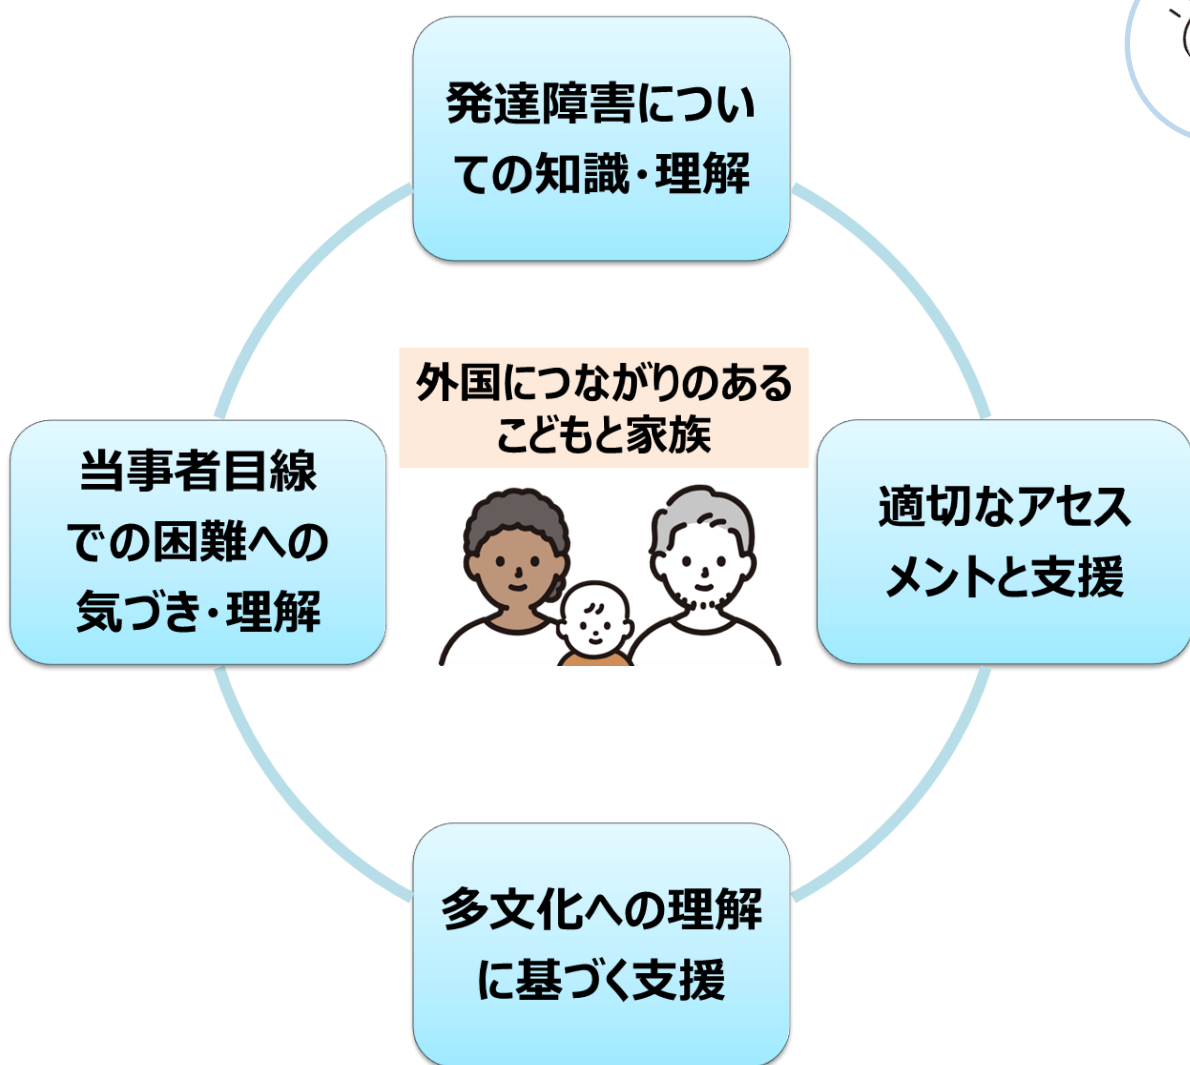 発達障害につい
ての知識・理解
外国につながりのある
こどもと家族
当事者目線
での困難への
気づき・理解
適切なアセス
メントと支援
多文化への理解
に基づく支援